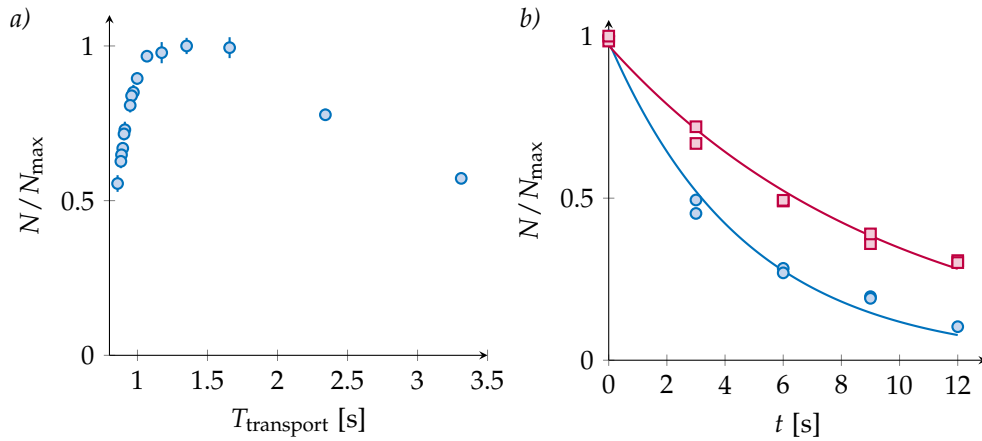 a)
1
0.5
0
N/N_max
1 1.5 2 2.5 3 3.5
T_transport [s]
b)
1
0.5
0
N/N_max
0 2 4 6 8 10 12
t [s]